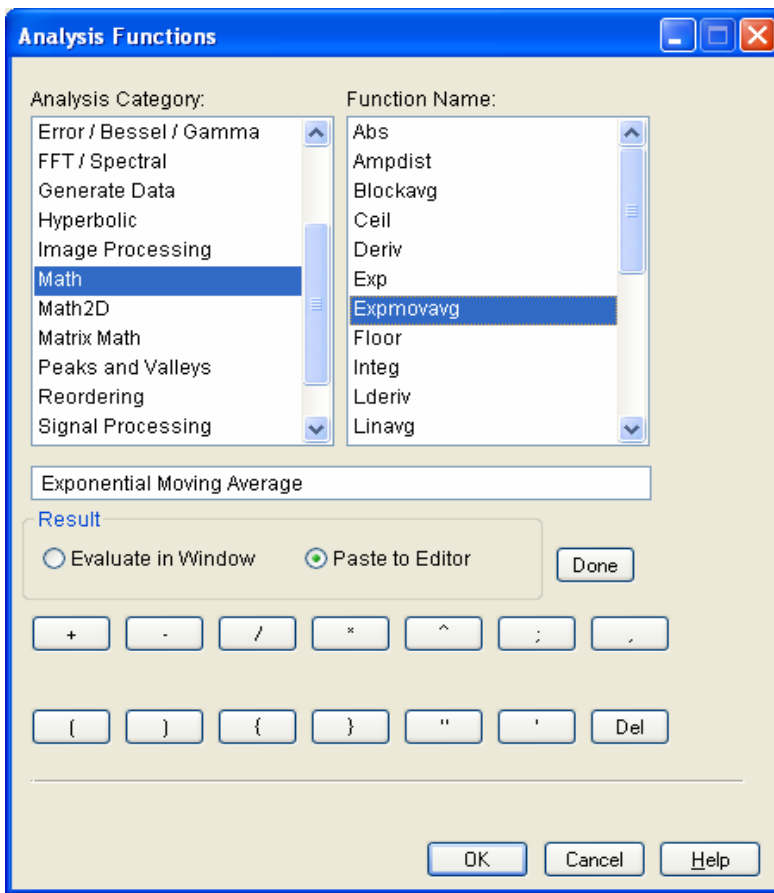 Analysis Functions
Analysis Category:
Error / Bessel / Gamma
FFT / Spectral
Generate Data
Hyperbolic
Image Processing
Math
Math2D
Matrix Math
Peaks and Valleys
Reordering
Signal Processing
Function Name:
Abs
Ampdist
Blockavg
Ceil
Deriv
Exp
Expmovavg
Floor
Integ
Lderiv
Linavg
Exponential Moving Average
Result
Evaluate in Window
Paste to Editor
Done
+ - / * ^ ; ,
( ) { } " ' Del
OK Cancel Help